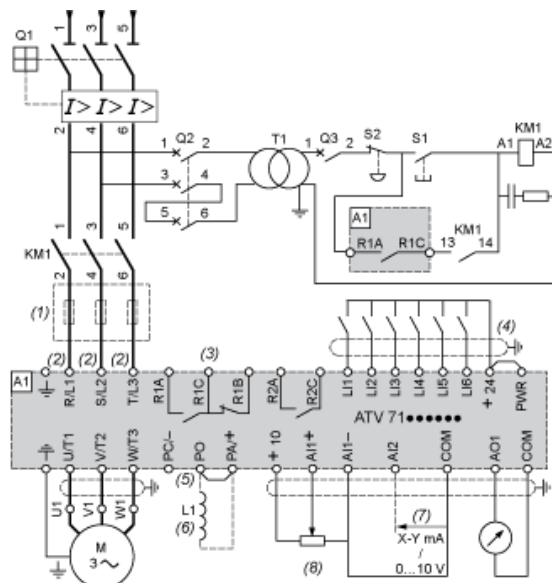 1 3 5
Q1
I> I> I>
2 4 6
1 Q2 2 T1 1 Q3 2 S2 S1 A1 KM1 A2
3 4
5 6
A1
R1A R1C 13 KM1 14
1 3 5
KM1
2 4 6
(1)
(2) (2) (2) (3) (4)
A1
R/L1 S/L2 T/L3 R1A R1C R1B R2A R2C LI1 LI2 LI3 LI4 LI5 LI6 + 24 PWR
ATV 71●●●●●●
U/T1 V/T2 W/T3 PC/- PO PA/+ + 10 AI1+ AI1- AI2 COM AO1 COM
(5)
U1 V1 W1 L1 (6) (7)
X-Y mA
/
0...10 V
M
3 ~
(8)